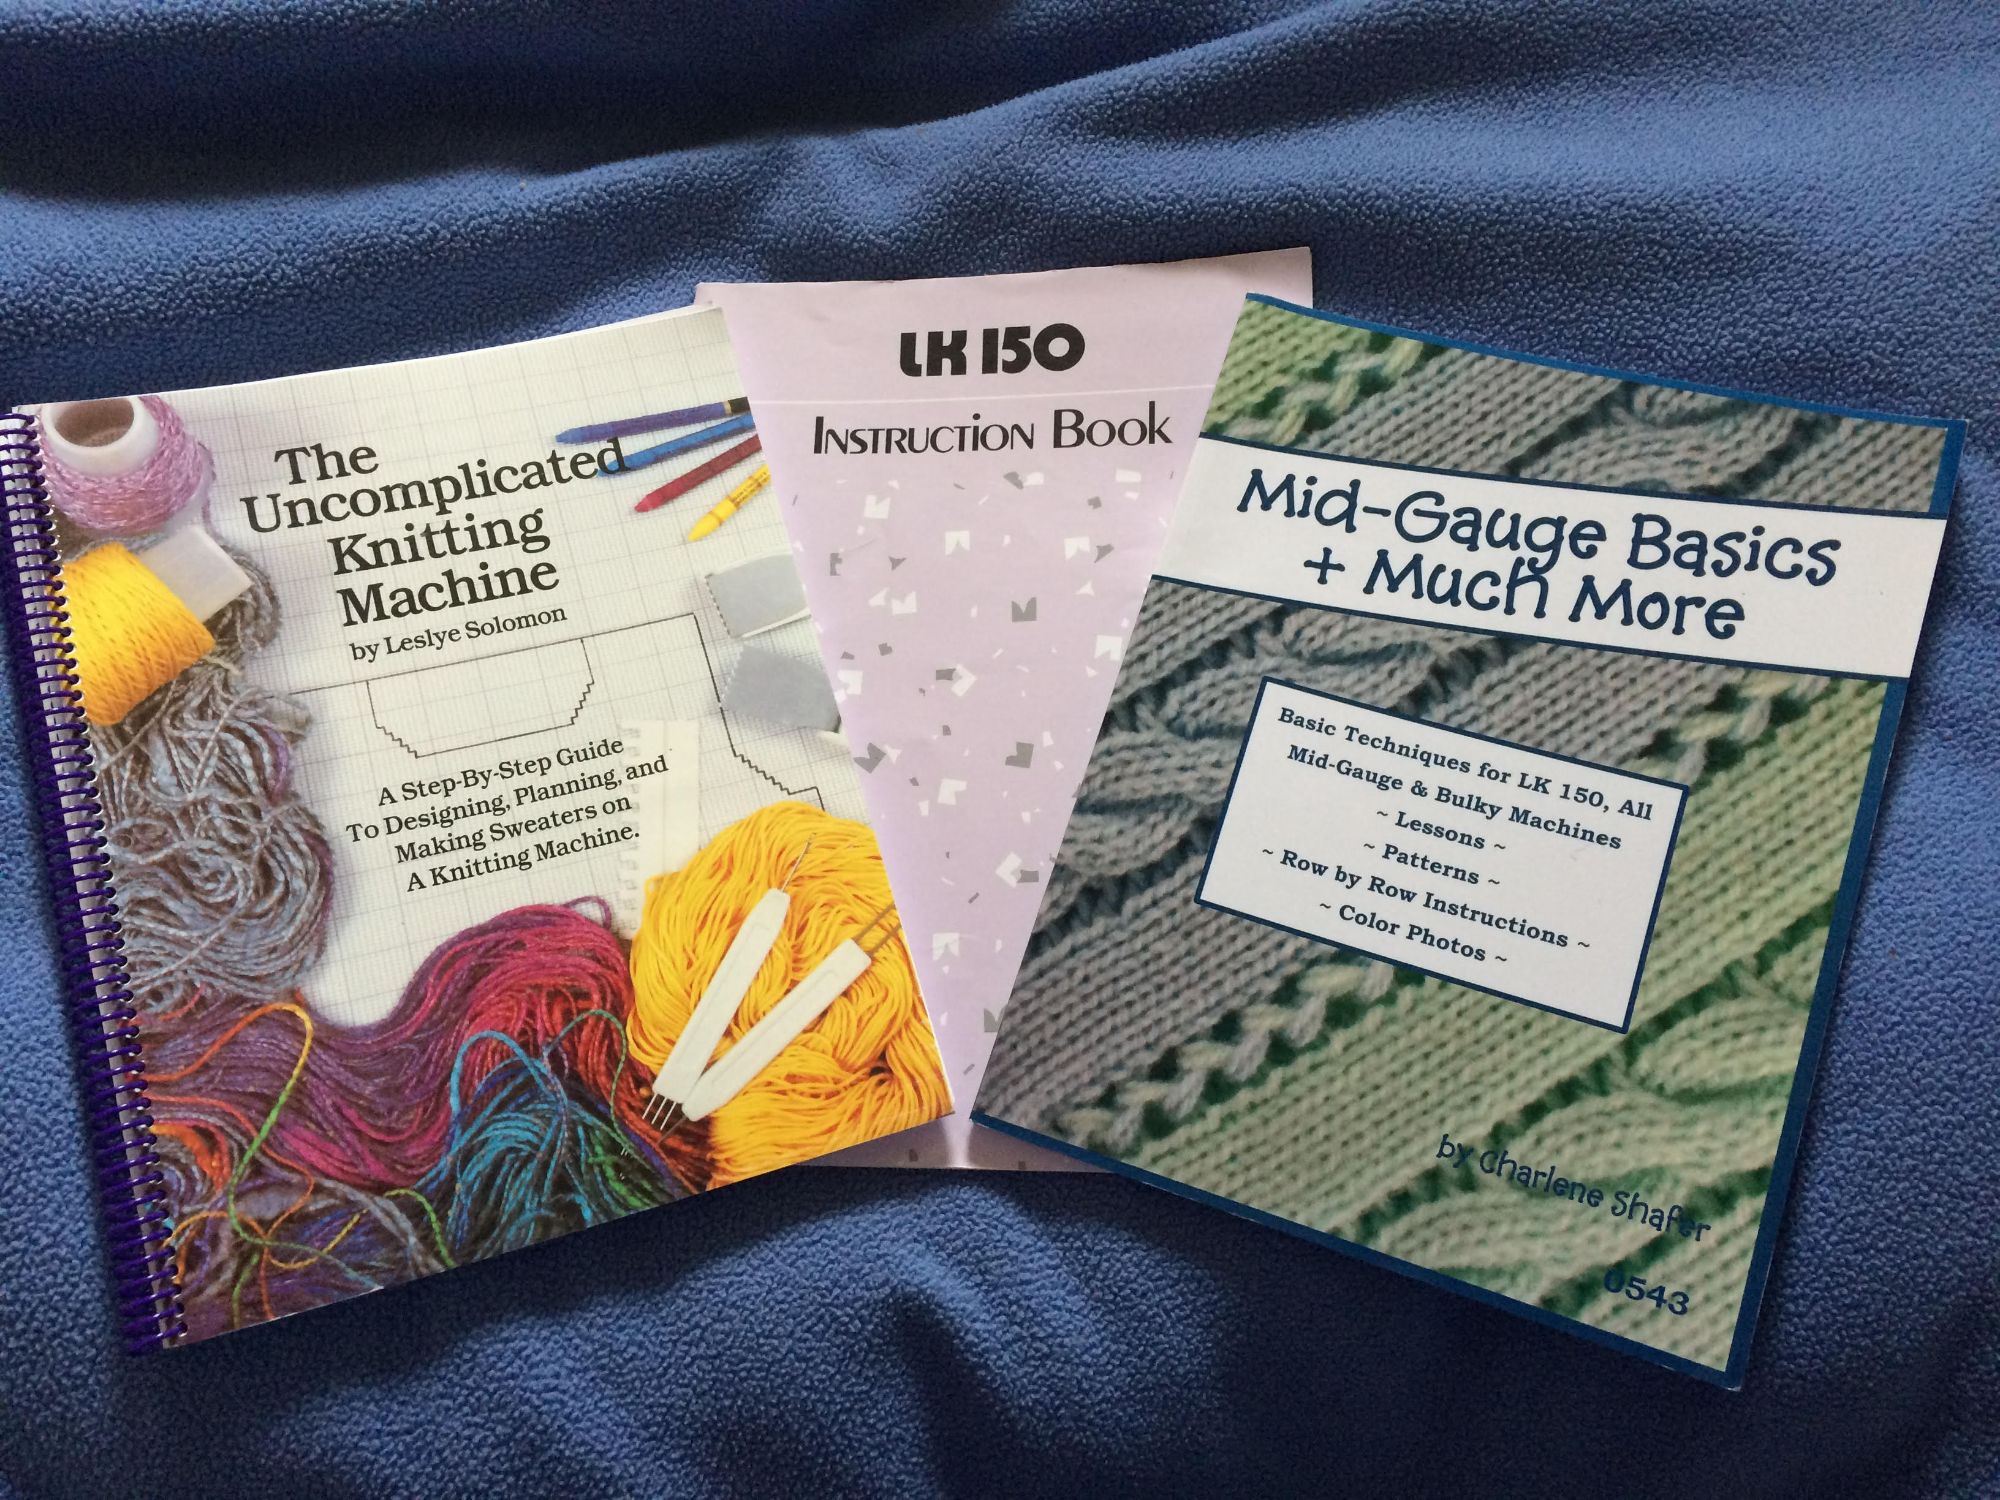 The
Uncomplicated
Knitting
Machine
by Leslye Solomon
A Step-By-Step Guide
To Designing, Planning, and
Making Sweaters on
A Knitting Machine.
LK 150
INSTRUCTION BOOK
Mid-Gauge Basics
+ Much More
Basic Techniques for LK 150, All
Mid-Gauge & Bulky Machines
~ Lessons ~
~ Patterns ~
~ Row by Row Instructions ~
~ Color Photos ~
by Charlene Shafer
0543